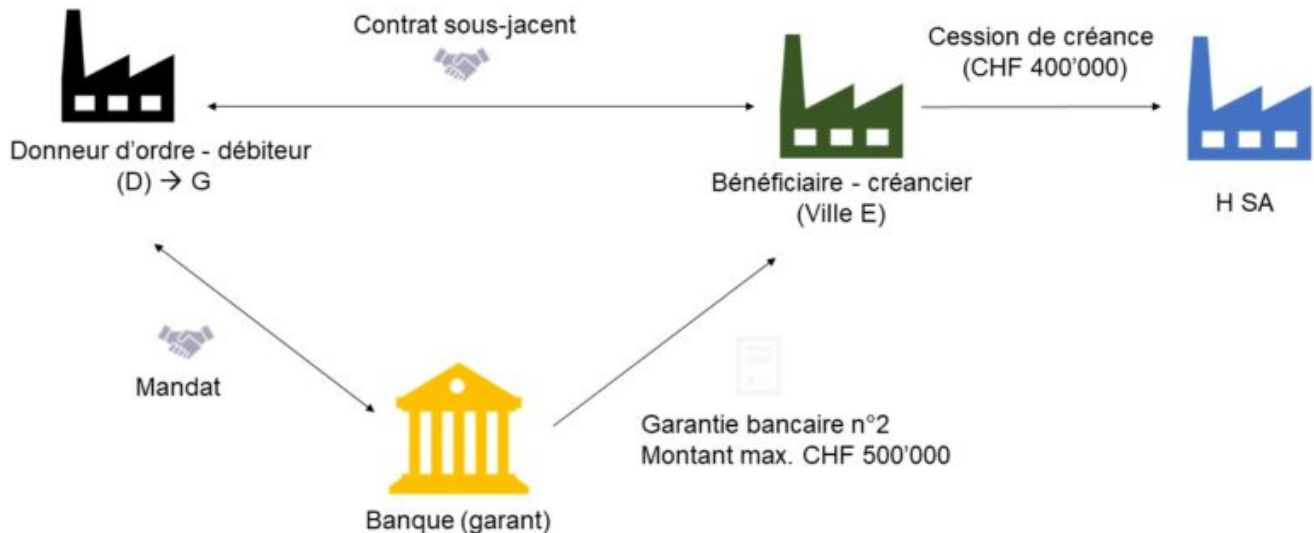 Contrat sous-jacent
Cession de créance
(CHF 400’000)
Donneur d’ordre - débiteur
(D) → G
Bénéficiaire - créancier
(Ville E)
H SA
Mandat
Garantie bancaire n°2
Montant max. CHF 500’000
Banque (garant)